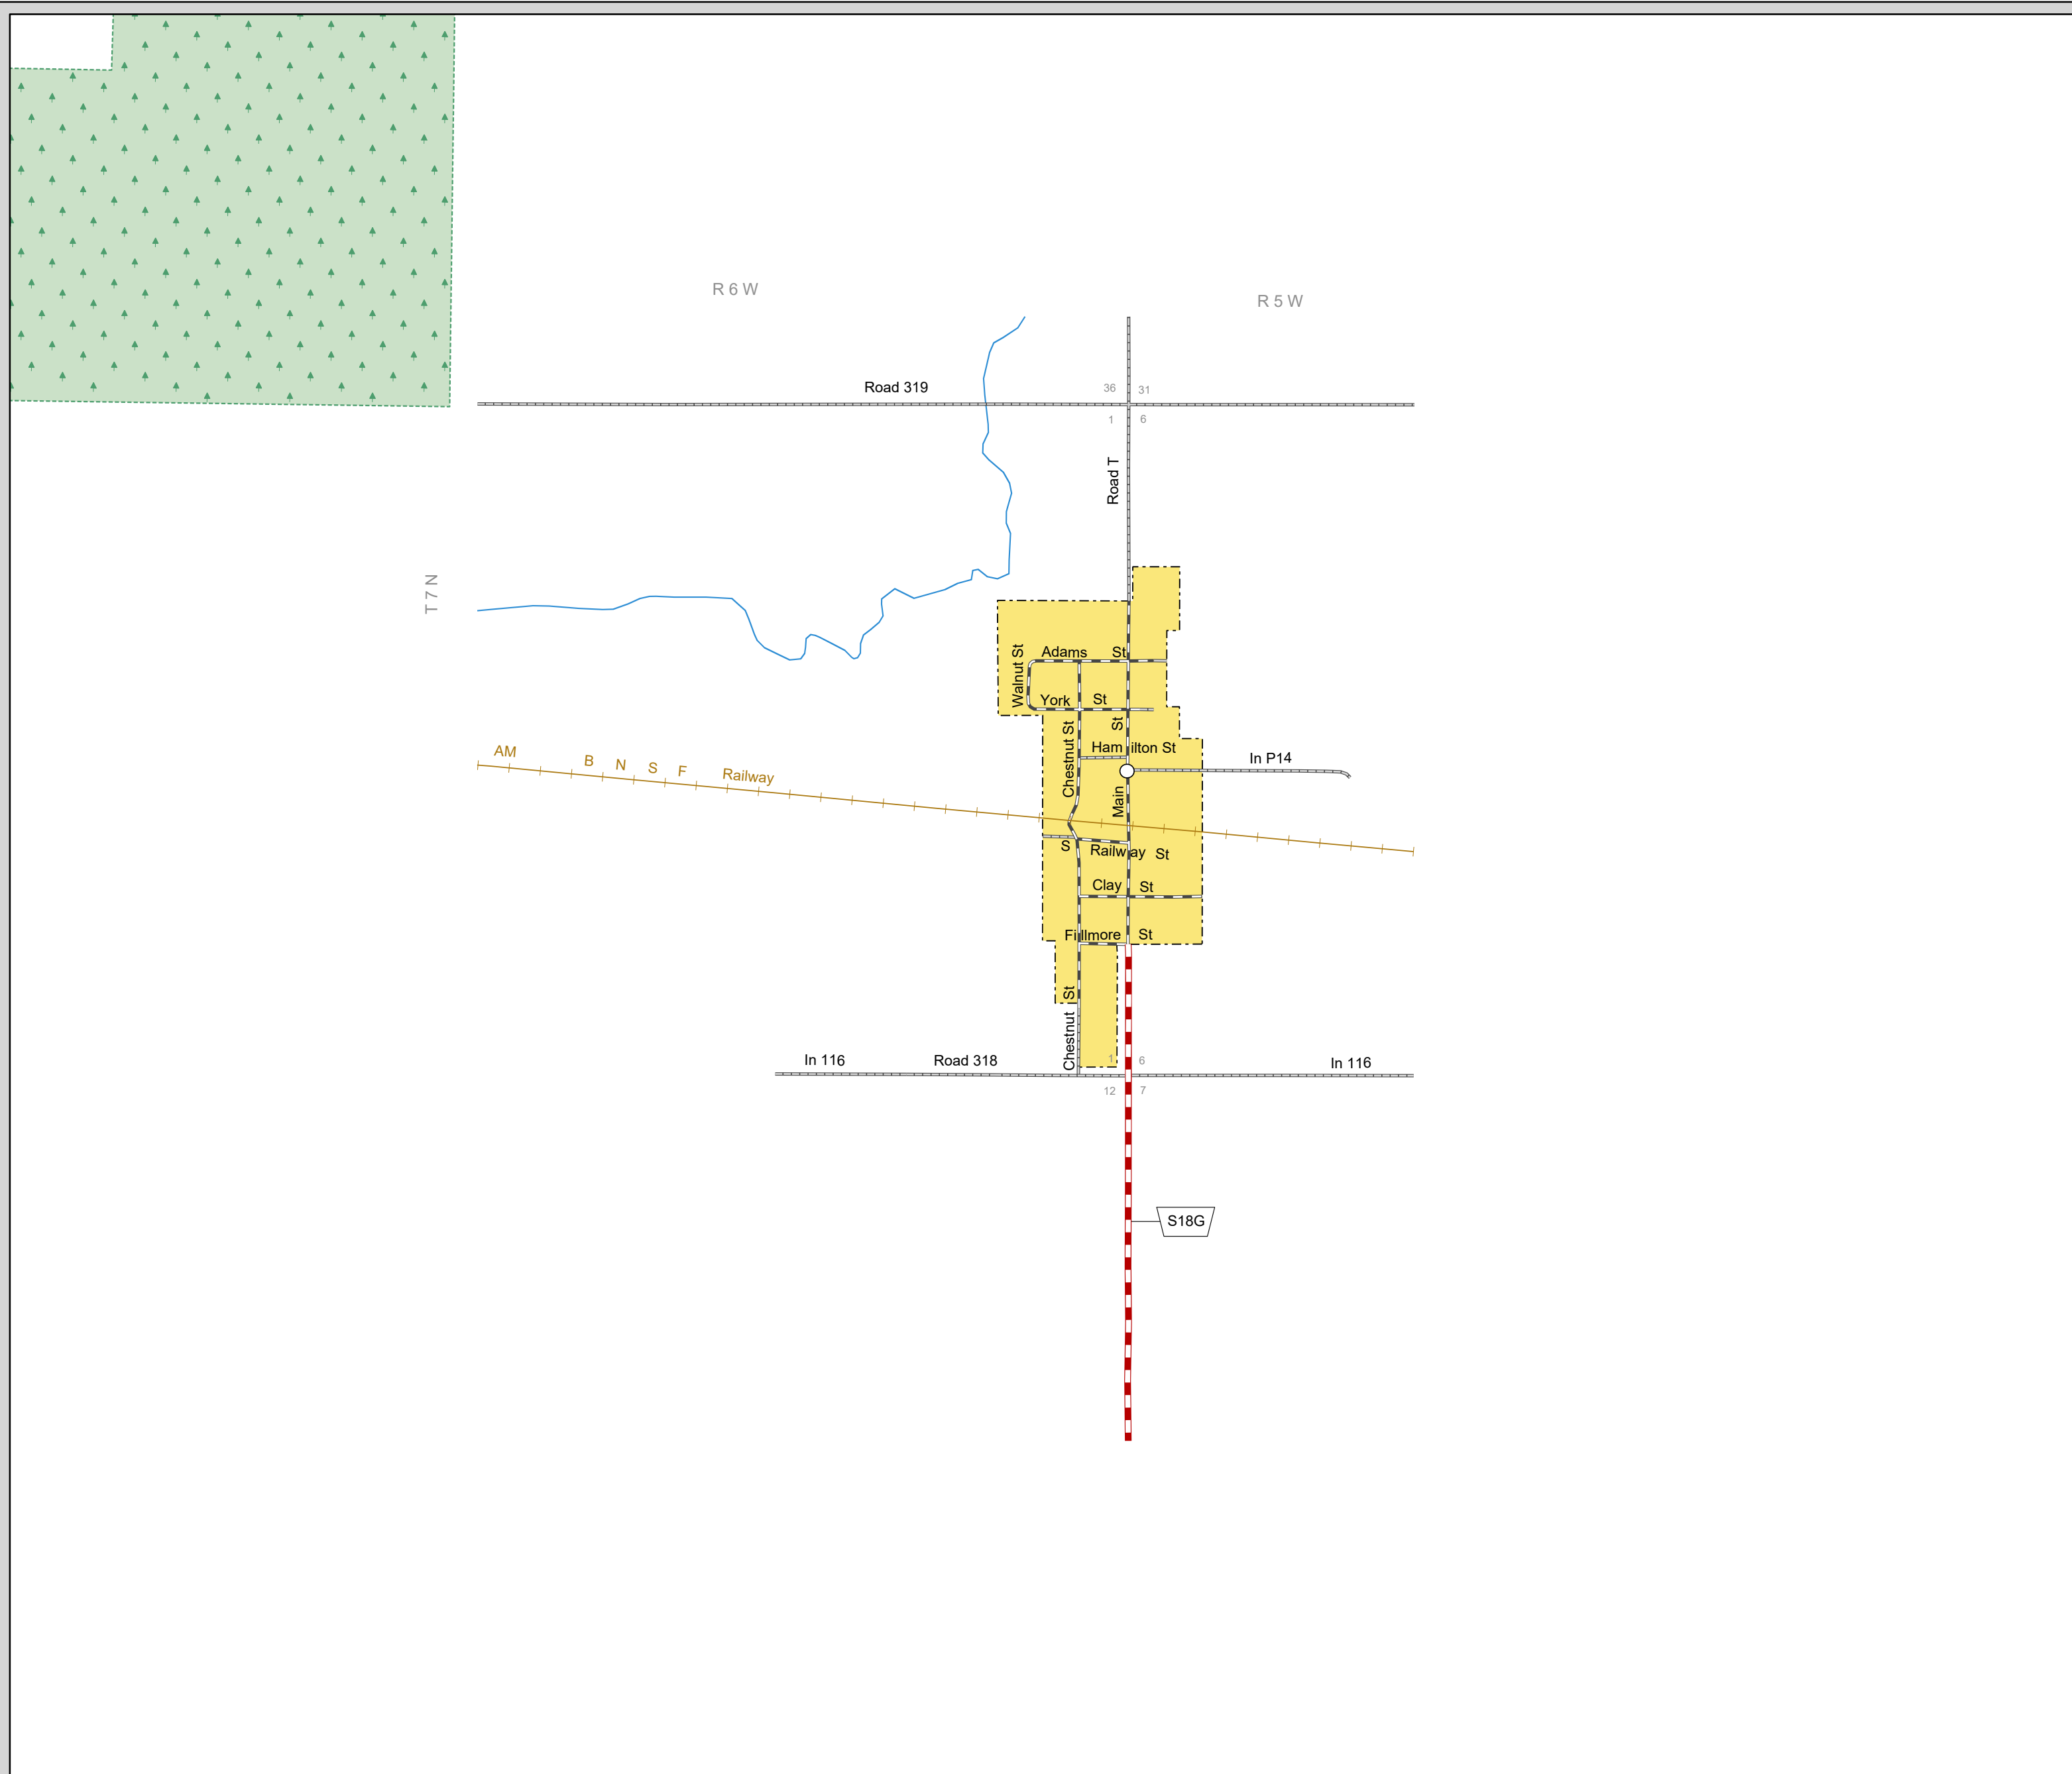 R 6 W
R 5 W
Road 319
36
31
1
6
Road T
T 7 N
Walnut St
Adams St
York St
Chestnut St
Main St
Hamilton St
In P14
AM
B N S F Railway
S Railway St
Clay St
Fillmore St
Chestnut St
In 116
Road 318
1
6
In 116
12
7
S18G